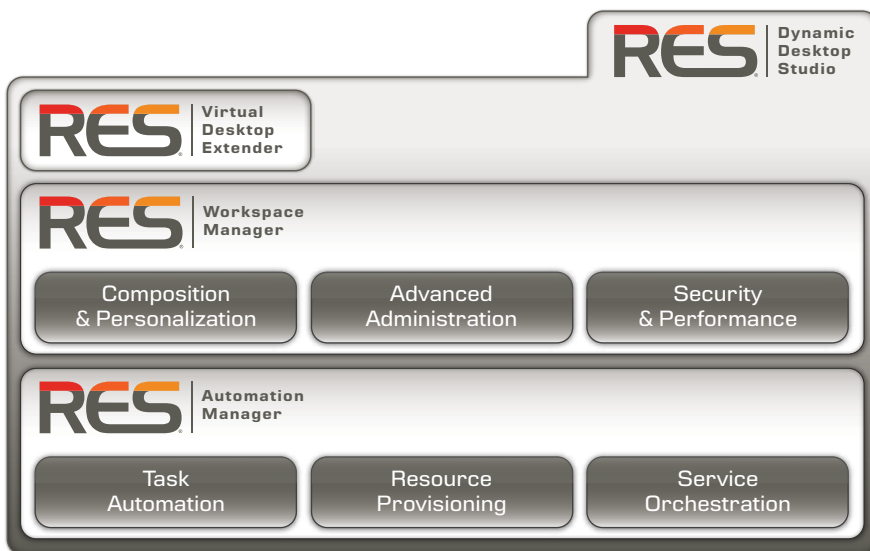 RES Dynamic
Desktop
Studio
RES Virtual
Desktop
Extender
RES Workspace
Manager
Composition
& Personalization
Advanced
Administration
Security
& Performance
RES Automation
Manager
Task
Automation
Resource
Provisioning
Service
Orchestration